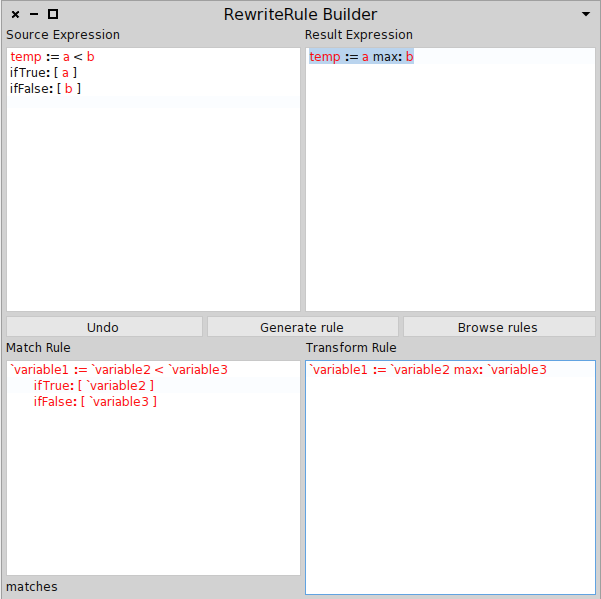 RewriteRule Builder
Source Expression
Result Expression
temp := a < b
ifTrue: [ a ]
ifFalse: [ b ]
temp := a max: b
Undo
Generate rule
Browse rules
Match Rule
Transform Rule
`variable1 := `variable2 < `variable3
ifTrue: [ `variable2 ]
ifFalse: [ `variable3 ]
`variable1 := `variable2 max: `variable3
matches